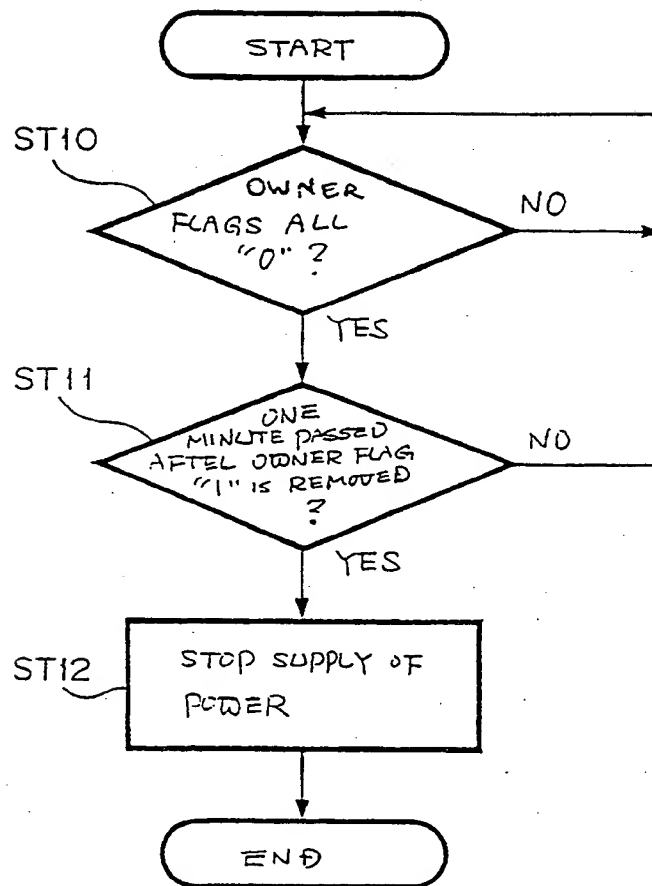 START
ST10
OWNER
FLAGS ALL
"0" ?
NO
YES
ST11
ONE
MINUTE PASSED
AFTEL OWNER FLAG
"1" IS REMOVED
?
NO
YES
ST12
STOP SUPPLY OF
POWER
END